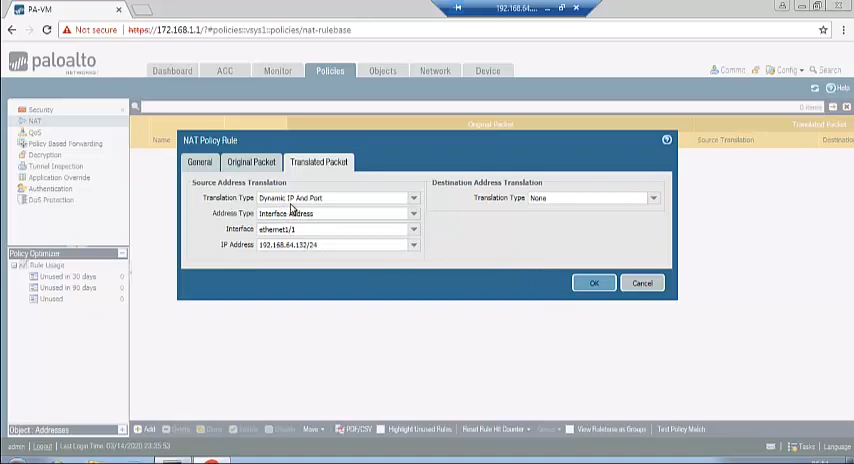 PA-VM
192.168.64....
Not secure https://172.168.1.1/?#policies::vsys1::policies/nat-rulebase
paloalto
NETWORKS
Dashboard ACC Monitor Policies Objects Network Device
Commit Config Search
Help
Security
NAT
QoS
Policy Based Forwarding
Decryption
Tunnel Inspection
Application Override
Authentication
DoS Protection
0 items
Original Packet Translated Packet
Name Source Translation Destinatio
NAT Policy Rule
General Original Packet Translated Packet
Source Address Translation
Translation Type Dynamic IP And Port
Address Type Interface Address
Interface ethernet1/1
IP Address 192.168.64.132/24
Destination Address Translation
Translation Type None
OK Cancel
Policy Optimizer
Rule Usage
Unused in 30 days 0
Unused in 90 days 0
Unused 0
Object : Addresses
Add Delete Clone Enable Disable Move PDF/CSV Highlight Unused Rules Reset Rule Hit Counter Group View Rulebase as Groups Test Policy Match
admin | Logout | Last Login Time: 03/14/2020 23:35:53
Tasks | Language